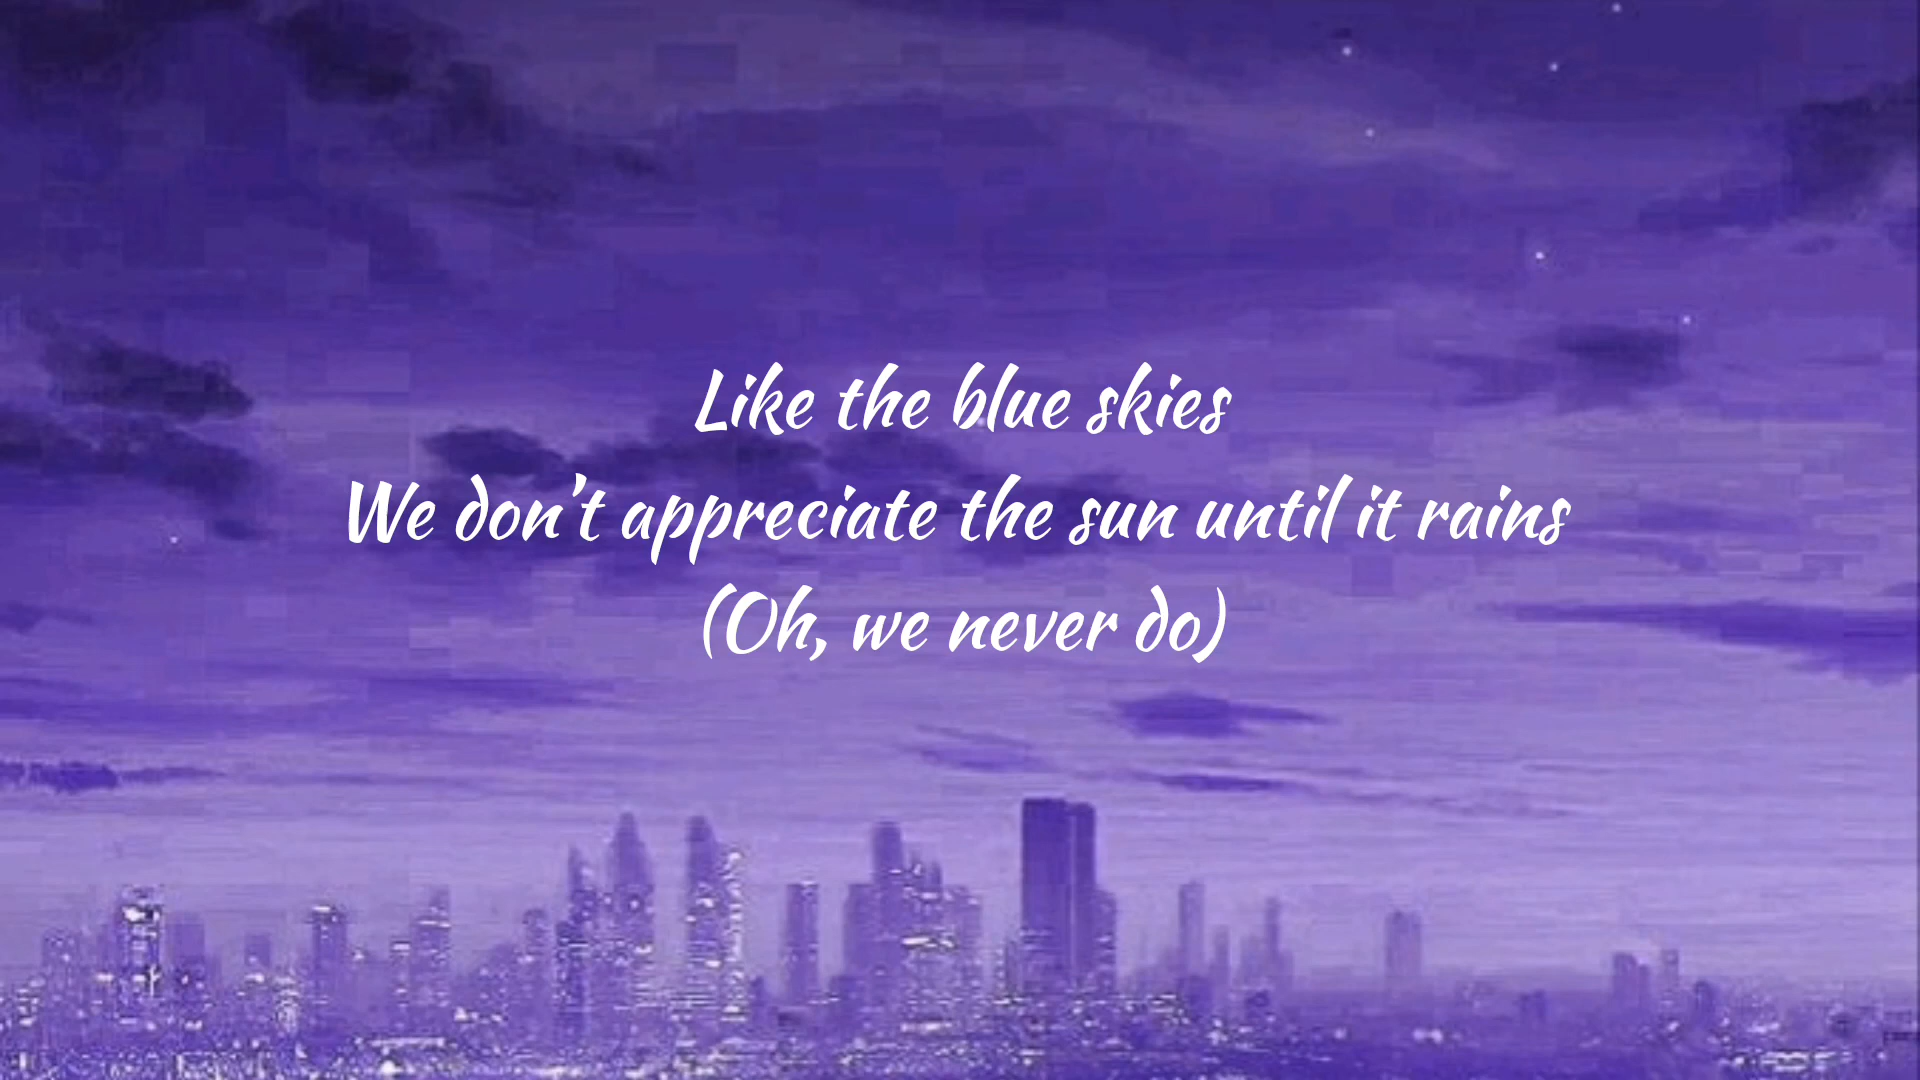 Like the blue skies
We don't appreciate the sun until it rains
(Oh, we never do)